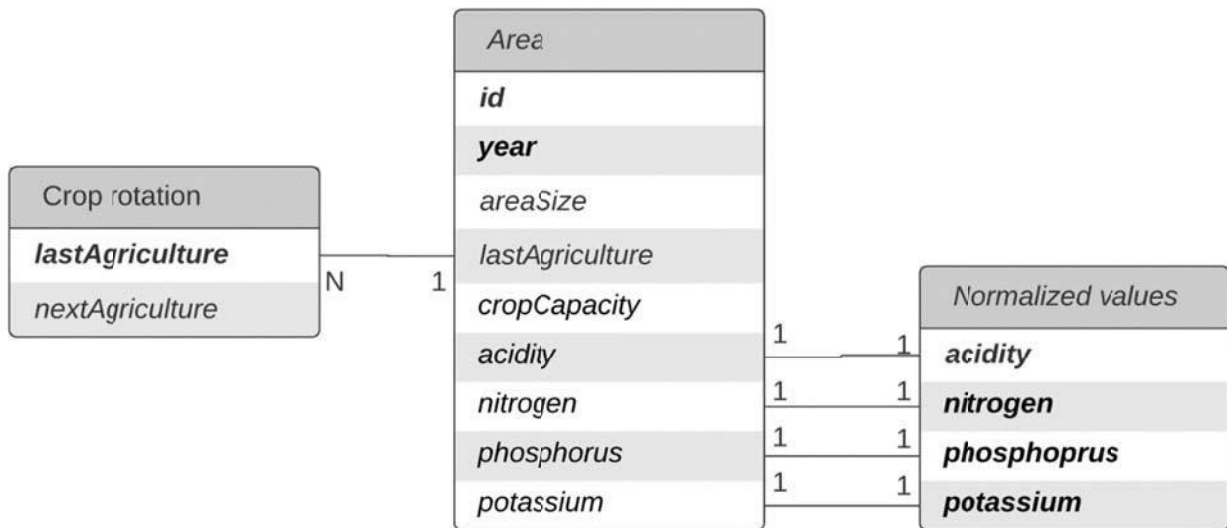 Area
id
year
areaSize
lastAgriculture
cropCapacity
acidity
nitrogen
phosphorus
potassium
Crop rotation
lastAgriculture
nextAgriculture
N
1
Normalized values
acidity
nitrogen
phosphoprus
potassium
1 1
1 1
1 1
1 1